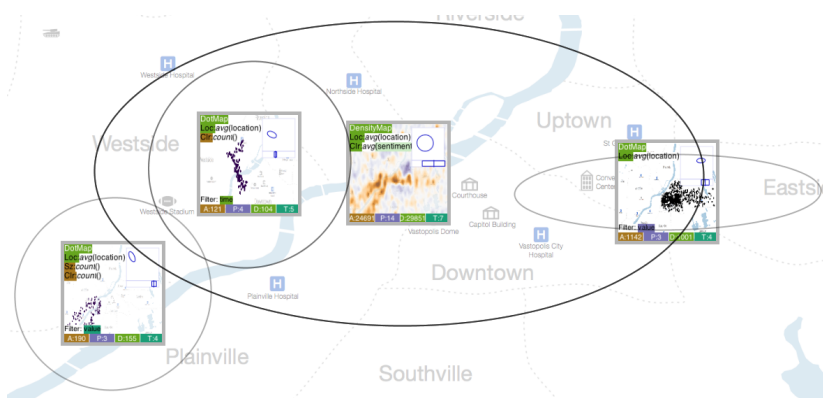 Riverside
Westside Hospital
Northside Hospital
Westside
Uptown
DotMap
Loc:avg(location)
Clr:count()
Filter: time
A:121 P:4 D:104 T:5
Westside Stadium
DensityMap
Loc:avg(location)
Clr:avg(sentiment
A:24691 P:14 D:29851 T:7
Vastopolis Dome
Courthouse
Capitol Building
Vastopolis City
Hospital
DotMap
Loc:avg(location)
Filter: value
A:1142 P:3 D:1001 T:4
Downtown
DotMap
Loc:avg(location)
Sz:count()
Clr:count()
Filter: value
A:190 P:3 D:155 T:4
Plainville Hospital
Plainville
Southville